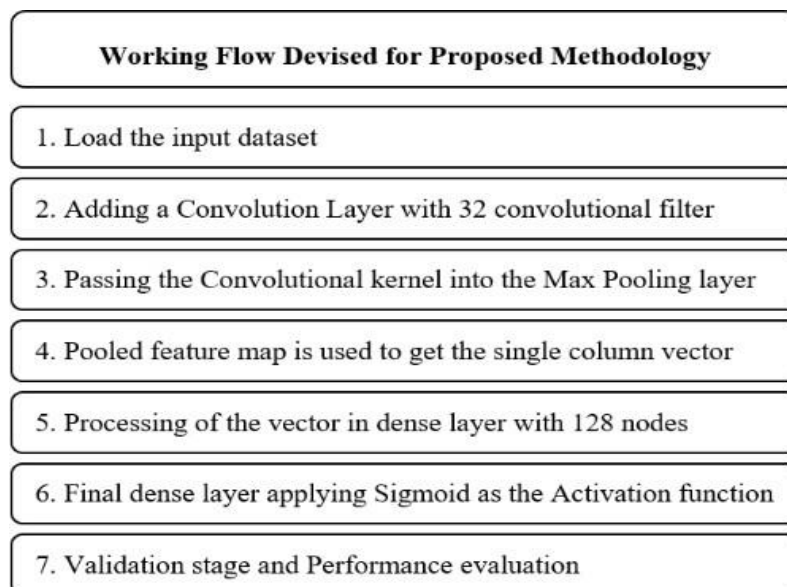 Working Flow Devised for Proposed Methodology
1. Load the input dataset
2. Adding a Convolution Layer with 32 convolutional filter
3. Passing the Convolutional kernel into the Max Pooling layer
4. Pooled feature map is used to get the single column vector
5. Processing of the vector in dense layer with 128 nodes
6. Final dense layer applying Sigmoid as the Activation function
7. Validation stage and Performance evaluation